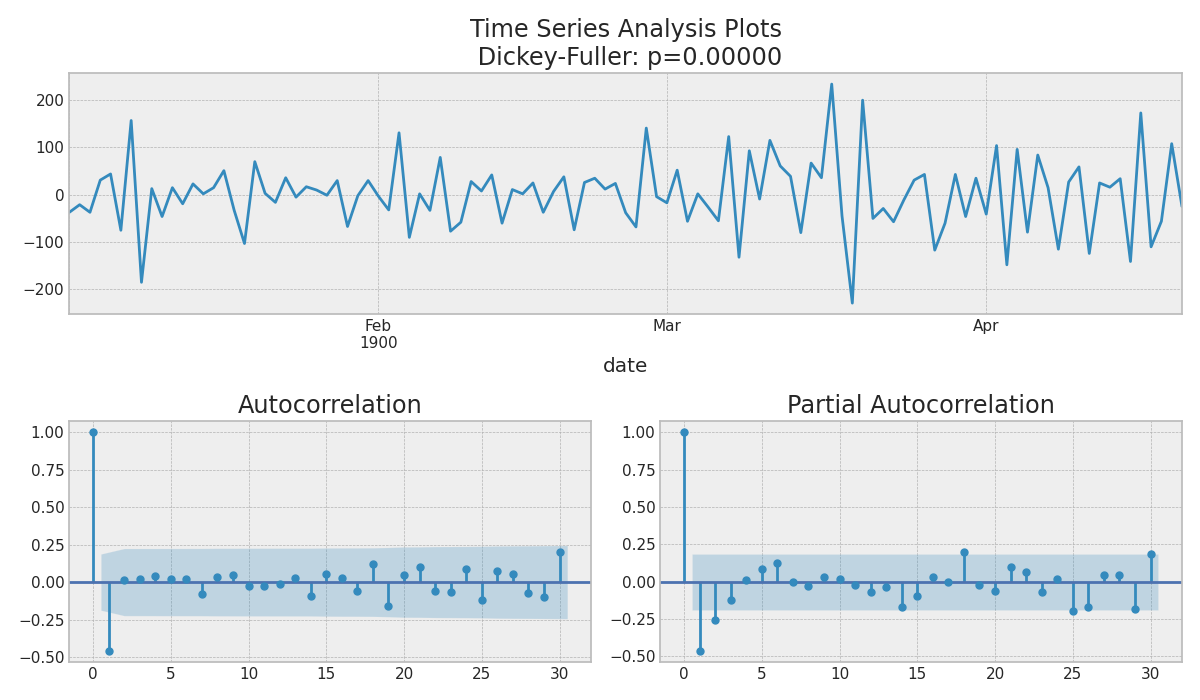 Time Series Analysis Plots
Dickey-Fuller: p=0.00000
200
100
0
−100
−200
Feb
1900
Mar
Apr
date
Autocorrelation
1.00
0.75
0.50
0.25
0.00
−0.25
−0.50
0 5 10 15 20 25 30
Partial Autocorrelation
1.00
0.75
0.50
0.25
0.00
−0.25
−0.50
0 5 10 15 20 25 30